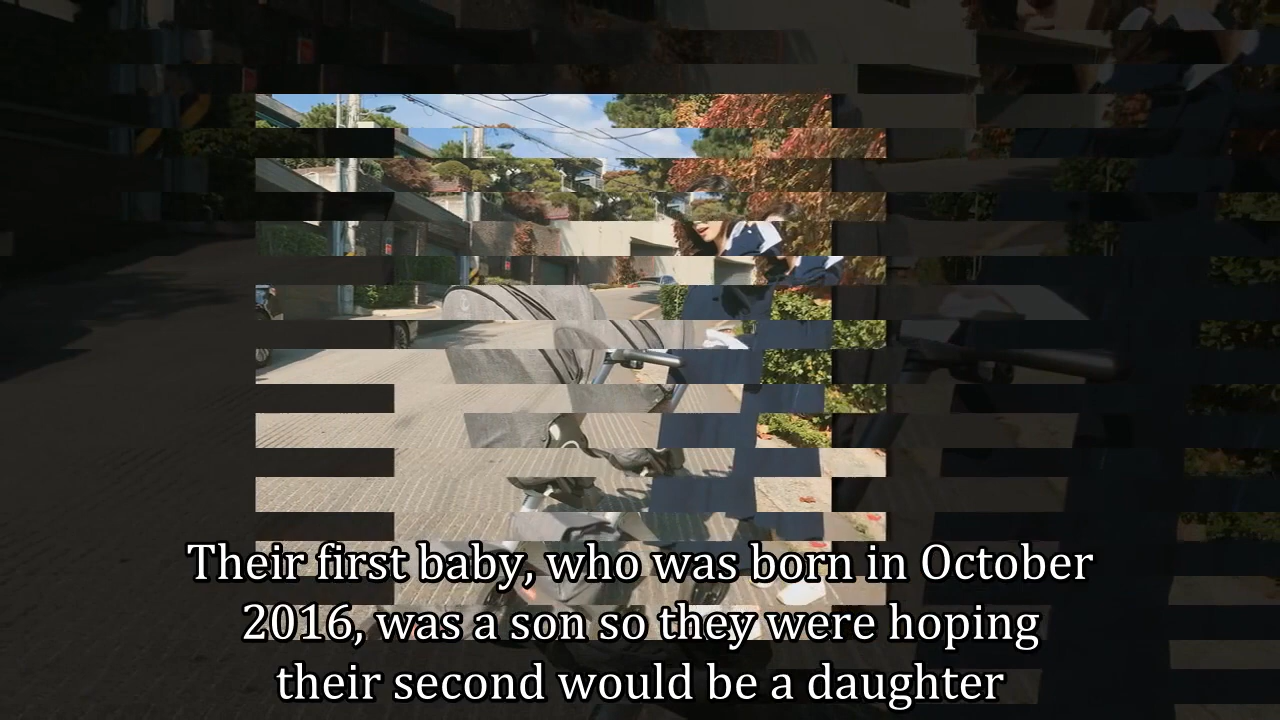 Their first baby, who was born in October
2016, was a son so they were hoping
their second would be a daughter